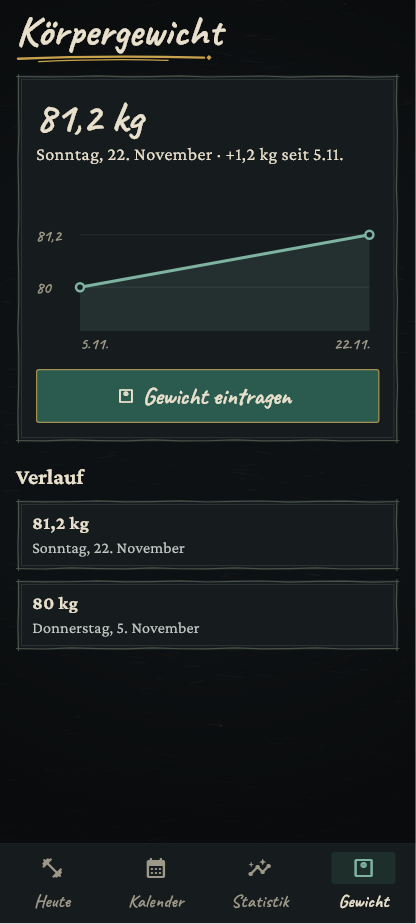 Körpergewicht
81,2 kg
Sonntag, 22. November · +1,2 kg seit 5.11.
81,2
80
5.11.
22.11.
Gewicht eintragen
Verlauf
81,2 kg
Sonntag, 22. November
80 kg
Donnerstag, 5. November
Heute
Kalender
Statistik
Gewicht